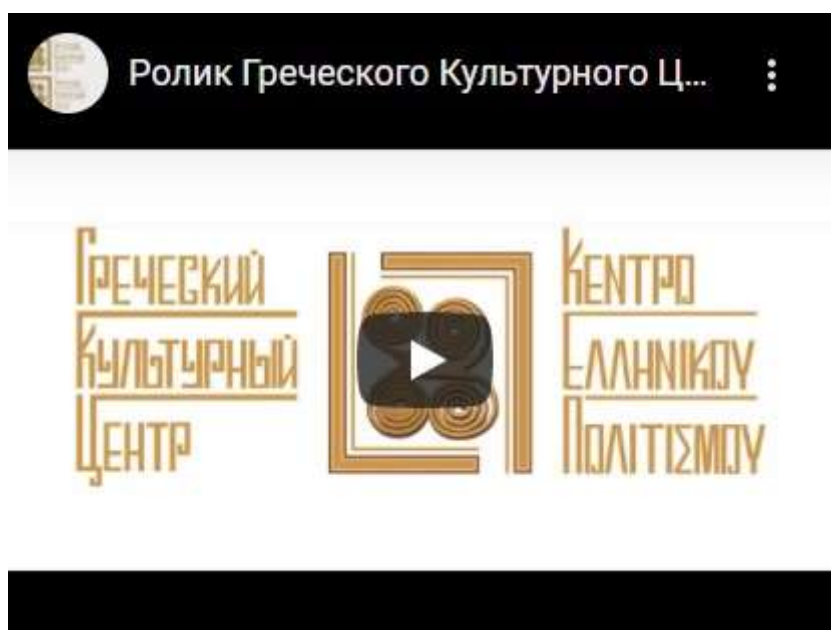 Ролик Греческого Культурного Ц...
ГРЕЧЕСКИЙ
КУЛЬТУРНЫЙ
ЦЕНТР
ΚΕΝΤΡΟ
ΕΛΛΗΝΙΚΟΥ
ΠΟΛΙΤΙΣΜΟΥ